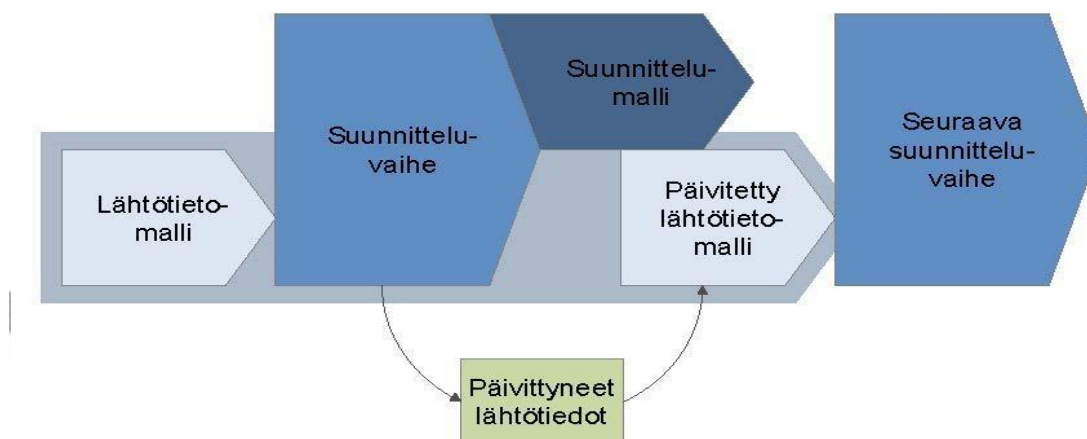 Lähtötieto-
malli
Suunnittelu-
vaihe
Suunnittelu-
malli
Päivitetty
lähtötieto-
malli
Seuraava
suunnittelu-
vaihe
Päivittyneet
lähtötiedot